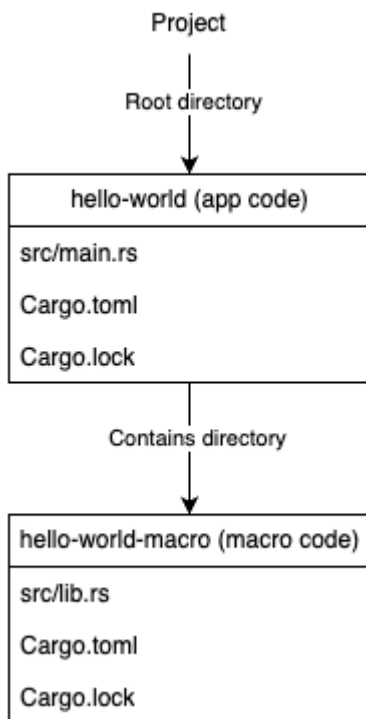 Project
Root directory
hello-world (app code)
src/main.rs
Cargo.toml
Cargo.lock
Contains directory
hello-world-macro (macro code)
src/lib.rs
Cargo.toml
Cargo.lock